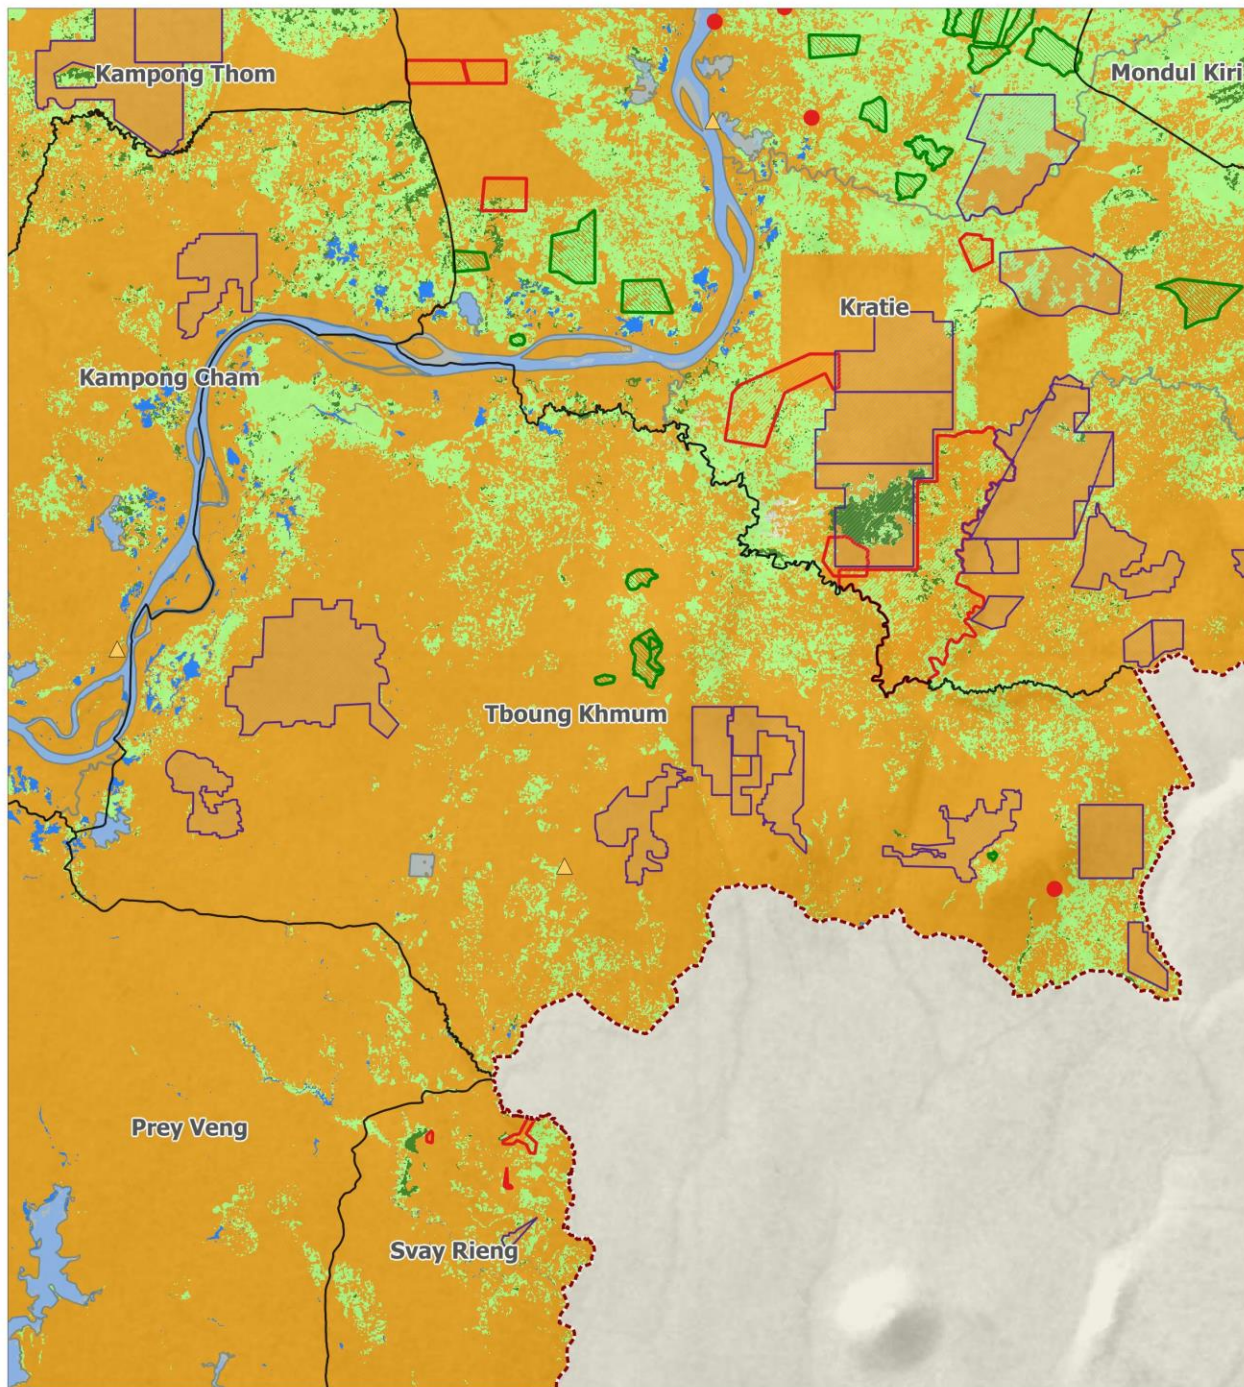 Kampong Thom
Mondul Kiri
Kratie
Kampong Cham
Tboung Khmum
Prey Veng
Svay Rieng